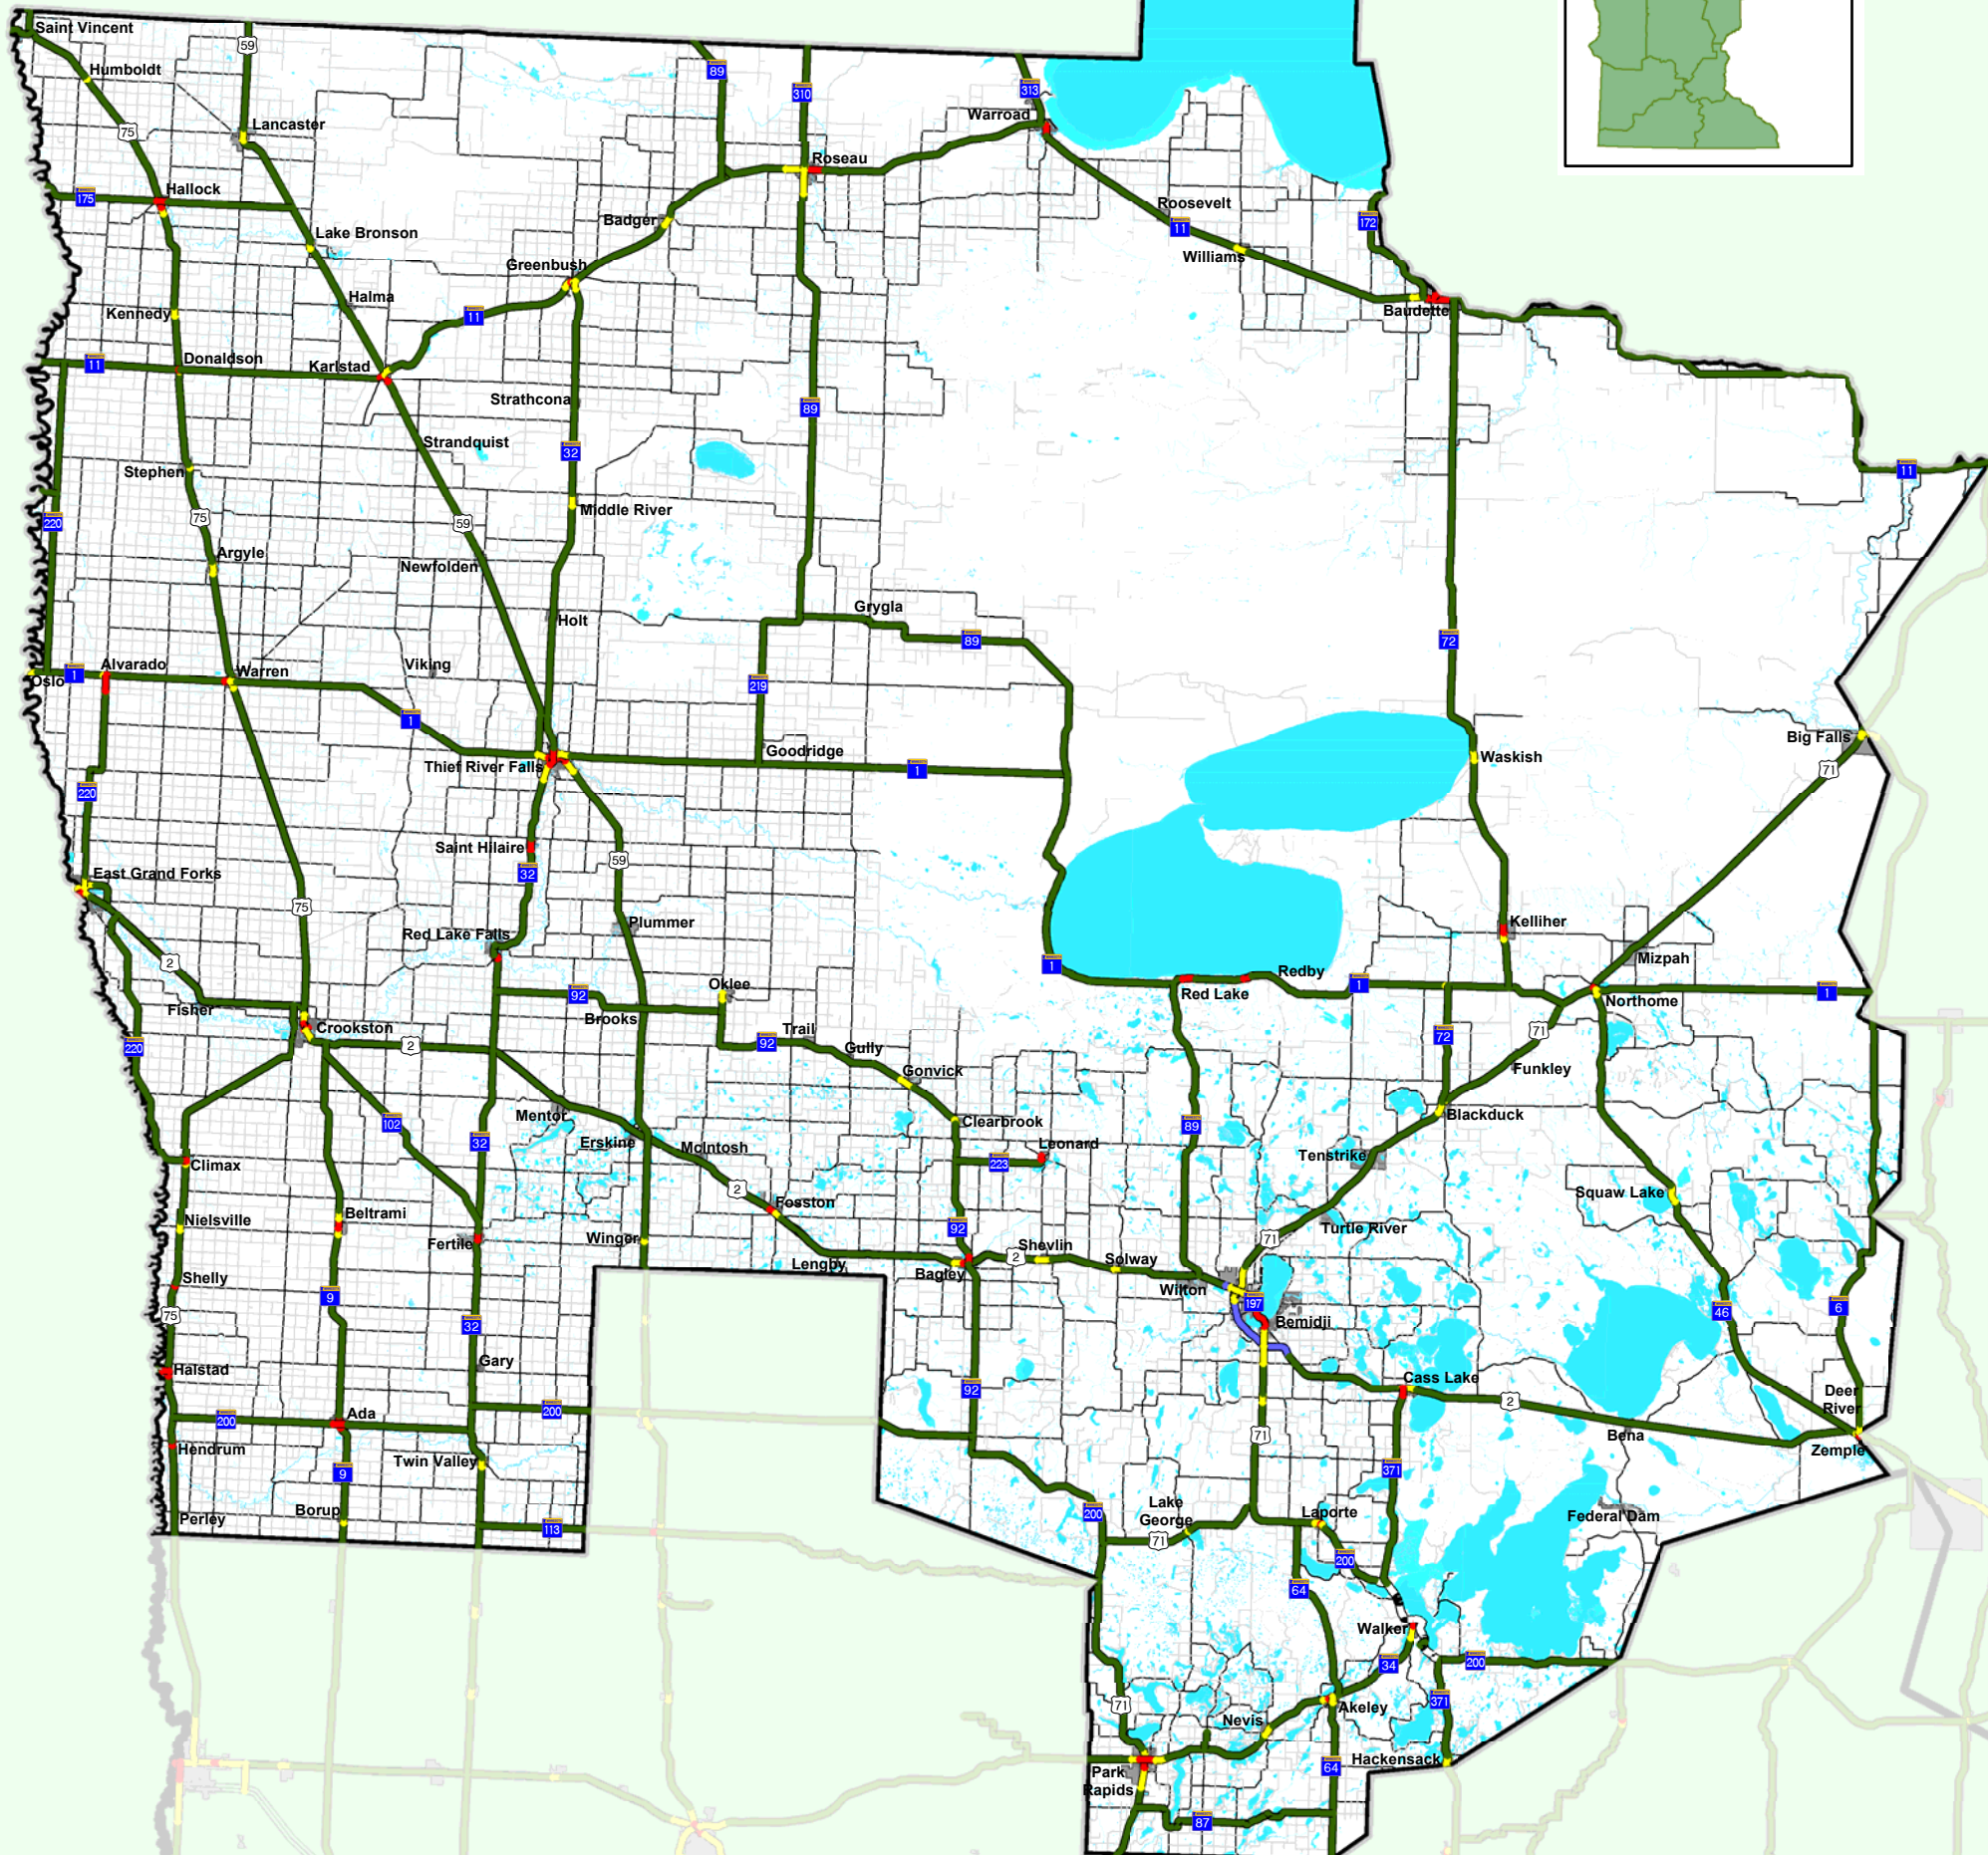 Saint Vincent
59
Humboldt
89
310
313
Warroad
75
Lancaster
Roseau
Hallock
175
Roosevelt
11
172
Badger
Lake Bronson
Williams
Greenbush
Halma
Kennedy
11
Baudette
Donaldson
11
Karlstad
Strathcona
89
Strandquist
32
Stephen
11
Middle River
75
59
220
Argyle
Newfolden
Grygla
Holt
89
72
Alvarado
Viking
Warren
1
Oslo
219
1
Big Falls
Goodridge
Waskish
Thief River Falls
1
71
220
Saint Hilaire
59
East Grand Forks
32
75
Plummer
Kelliher
Red Lake Falls
2
1
Mizpah
Redby
Oklee
1
Red Lake
92
1
Northome
Fisher
Brooks
Crookston
Trail
71
72
220
2
92
Gully
Gonvick
Funkley
Mentor
Blackduck
102
Clearbrook
89
32
Erskine
McIntosh
Leonard
Tenstrike
Climax
223
2
Squaw Lake
Fosston
Beltrami
Nielsville
92
Turtle River
Fertile
Winger
71
Shevlin
2
Solway
Lengby
Bagley
Shelly
Wilton
9
197
6
46
75
32
Bemidji
Gary
Halstad
Cass Lake
92
Deer
River
2
Ada
200
200
71
Bena
Hendrum
Zemple
Twin Valley
371
9
Lake
George
Laporte
Borup
200
Federal Dam
Perley
113
71
200
64
Walker
34
200
71
371
Akeley
Nevis
Hackensack
64
Park
Rapids
87